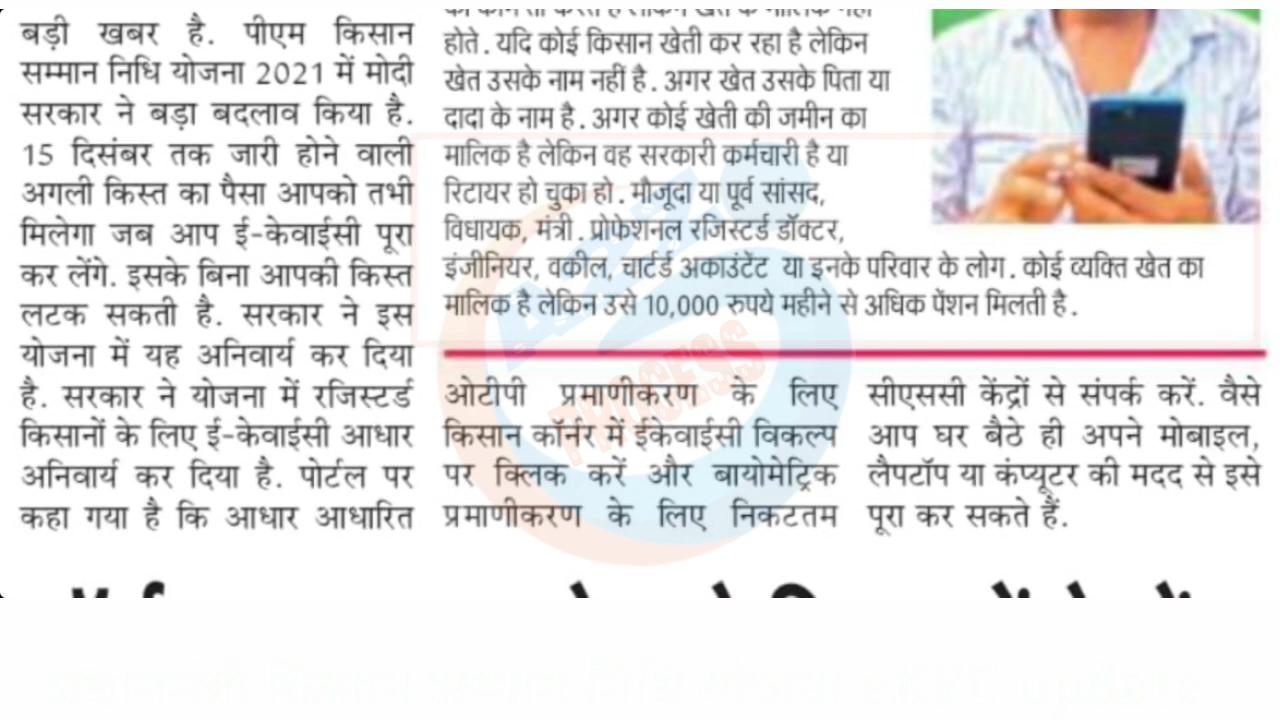 बड़ी खबर है. पीएम किसान
सम्मान निधि योजना 2021 में मोदी
सरकार ने बड़ा बदलाव किया है.
15 दिसंबर तक जारी होने वाली
अगली किस्त का पैसा आपको तभी
मिलेगा जब आप ई-केवाईसी पूरा
कर लेंगे. इसके बिना आपकी किस्त
लटक सकती है. सरकार ने इस
योजना में यह अनिवार्य कर दिया
है. सरकार ने योजना में रजिस्टर्ड
किसानों के लिए ई-केवाईसी आधार
अनिवार्य कर दिया है. पोर्टल पर
कहा गया है कि आधार आधारित
होते. यदि कोई किसान खेती कर रहा है लेकिन
खेत उसके नाम नहीं है. अगर खेत उसके पिता या
दादा के नाम है. अगर कोई खेती की जमीन का
मालिक है लेकिन वह सरकारी कर्मचारी है या
रिटायर हो चुका हो. मौजूदा या पूर्व सांसद,
विधायक, मंत्री. प्रोफेशनल रजिस्टर्ड डॉक्टर,
इंजीनियर, वकील, चार्टर्ड अकाउंटेंट या इनके परिवार के लोग. कोई व्यक्ति खेत का
मालिक है लेकिन उसे 10,000 रुपये महीने से अधिक पेंशन मिलती है.
ओटीपी प्रमाणीकरण के लिए
किसान कॉर्नर में ईकेवाईसी विकल्प
पर क्लिक करें और बायोमेट्रिक
प्रमाणीकरण के लिए निकटतम
सीएससी केंद्रों से संपर्क करें. वैसे
आप घर बैठे ही अपने मोबाइल,
लैपटॉप या कंप्यूटर की मदद से इसे
पूरा कर सकते हैं.
PROCESS